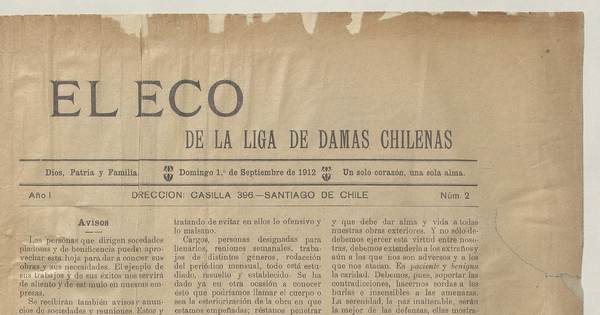 EL ECO
DE LA LIGA DE DAMAS CHILENAS
Dios, Patria y Familia. Domingo 1.º de Septiembre de 1912 Un solo corazón, una sola alma.
Año I DRECCION: CASILLA 396.—SANTIAGO DE CHILE Núm. 2
Avisos
Las personas que dirigen socedades
piadosas y de beneficencia puede; apro-
vechar esta hoja para dar a conocer sus
obras y sus necesidades. El ejemplo de
sus trabajos y de sus éxitos nos servirá
de aliento y de estímulo en nuestras em-
presas.
Se recibirán también avisos y anun-
cios de sociedades y reuniones. Estos y
tratando de evitar en ellos lo ofensivo y
lo malsano.
Cargos, personas designadas para
llenarlos, reuniones semanales, traba-
jos de distintos géneros, redacción
del periódico mensual, todo está estu-
diado, resuelto y establecido. Se ha
dado ya en otra ocasión a conocer
esto que podríamos llamar el cuerpo o
sea la esteriorización de la obra en que
estamos empeñadas; réstanos penetrar
y que debe dar alma y vida a todas
nuestras obras exteriores. Y no sólo de-
bemos ejercer esta virtud entre noso-
tras, debemos extenderla a los extraños y
aún a los que nos son adversos y a los
que nos atacan. Es paciente y benigna
la caridad. Debemos, pues, soportar las
contradicciones, hacernos sordas a las
burlas e insensibles a las amenazas.
La serenidad, la paz inalterable, serán
la mejor de las defensas, ellas mostra-